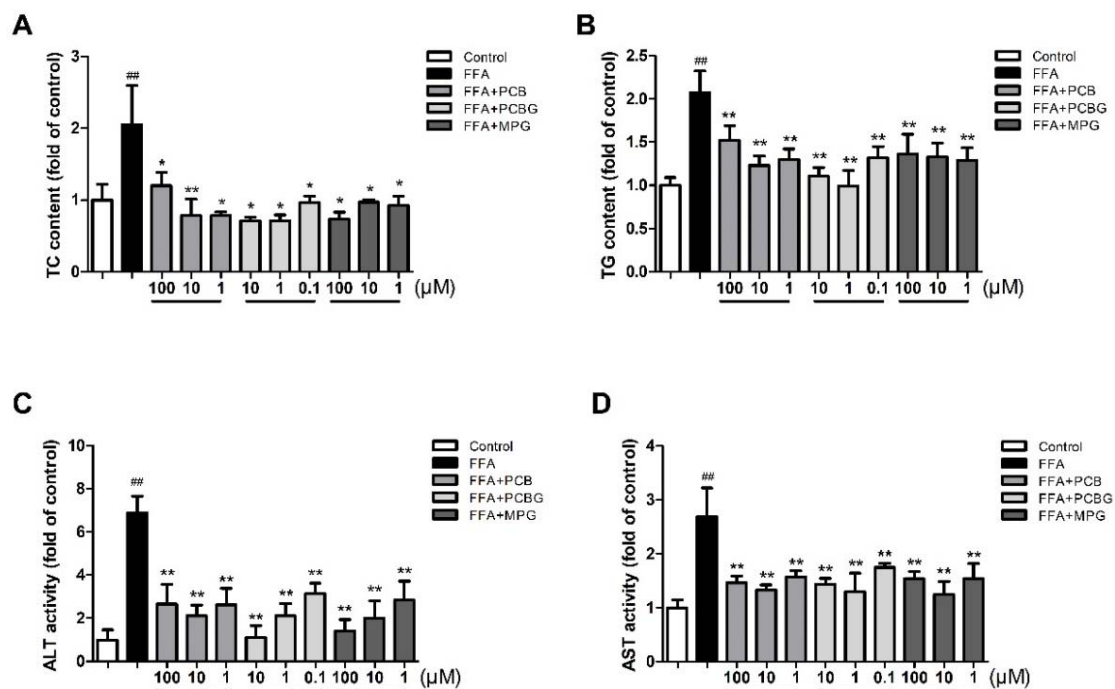 A
TC content (fold of control)
3
2
1
0
##
*
**
*
*
*
*
*
*
*
100 10 1 10 1 0.1 100 10 1 (µM)
Control
FFA
FFA+PCB
FFA+PCBG
FFA+MPG
B
TG content (fold of control)
2.5
2.0
1.5
1.0
0.5
0.0
##
**
**
**
**
**
**
**
**
**
100 10 1 10 1 0.1 100 10 1 (µM)
Control
FFA
FFA+PCB
FFA+PCBG
FFA+MPG
C
ALT activity (fold of control)
10
8
6
4
2
0
##
**
**
**
**
**
**
**
**
**
100 10 1 10 1 0.1 100 10 1 (µM)
Control
FFA
FFA+PCB
FFA+PCBG
FFA+MPG
D
AST activity (fold of control)
4
3
2
1
0
##
**
**
**
**
**
**
**
**
**
100 10 1 10 1 0.1 100 10 1 (µM)
Control
FFA
FFA+PCB
FFA+PCBG
FFA+MPG